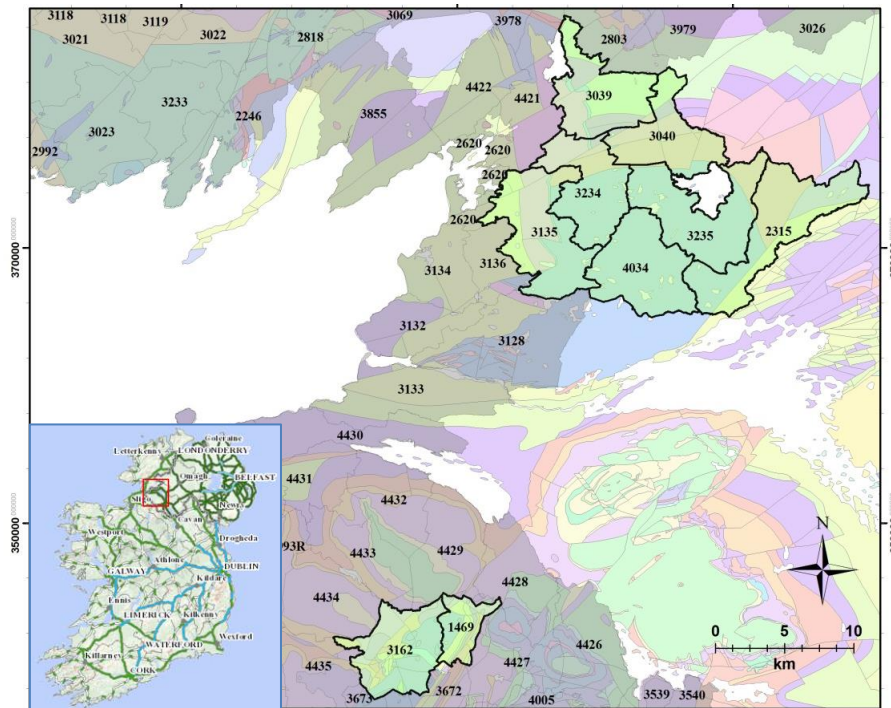 3118
3118
3119
3021
3022
3069
3978
2818
2803
3979
3026
3233
3023
2246
3855
4422
4421
3039
2992
2620
2620
2620
2620
3040
3234
3135
3235
2315
370000
3134
3136
4034
3132
3128
3133
4430
4431
4432
350000
93R
4433
4429
4428
4434
1469
3162
4426
4435
4427
3673
3672
4005
3539
3540
N
0 5 10
km
Letterkenny
Coleraine
LONDONDERRY
Omagh
BELFAST
Sligo
Newry
Cavan
Westport
Drogheda
Athlone
DUBLIN
GALWAY
Kildare
Ennis
LIMERICK
Kilkenny
WATERFORD
Wexford
Killarney
CORK